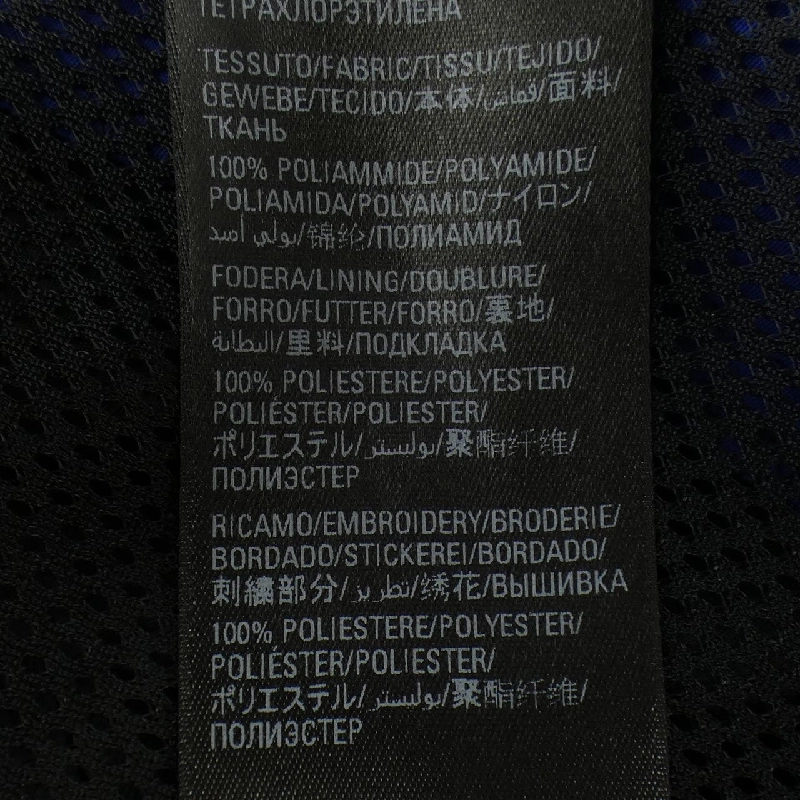 ТЕТРАХЛОРЭТИЛЕНА
TESSUTO/FABRIC/TISSU/TEJIDO/
GEWEBE/TECIDO/本体/قماش/面料/
ТКАНЬ
100% POLIAMMIDE/POLYAMIDE/
POLIAMIDA/POLYAMID/ナイロン/
بولي أميد/锦纶/ПОЛИАМИД
FODERA/LINING/DOUBLURE/
FORRO/FUTTER/FORRO/裏地/
البطانة/里料/ПОДКЛАДКА
100% POLIESTERE/POLYESTER/
POLIÉSTER/POLIESTER/
ポリエステル/بوليستر/聚酯纤维/
ПОЛИЭСТЕР
RICAMO/EMBROIDERY/BRODERIE/
BORDADO/STICKEREI/BORDADO/
刺繍部分/تطريز/绣花/ВЫШИВКА
100% POLIESTERE/POLYESTER/
POLIÉSTER/POLIESTER/
ポリエステル/بوليستر/聚酯纤维/
ПОЛИЭСТЕР